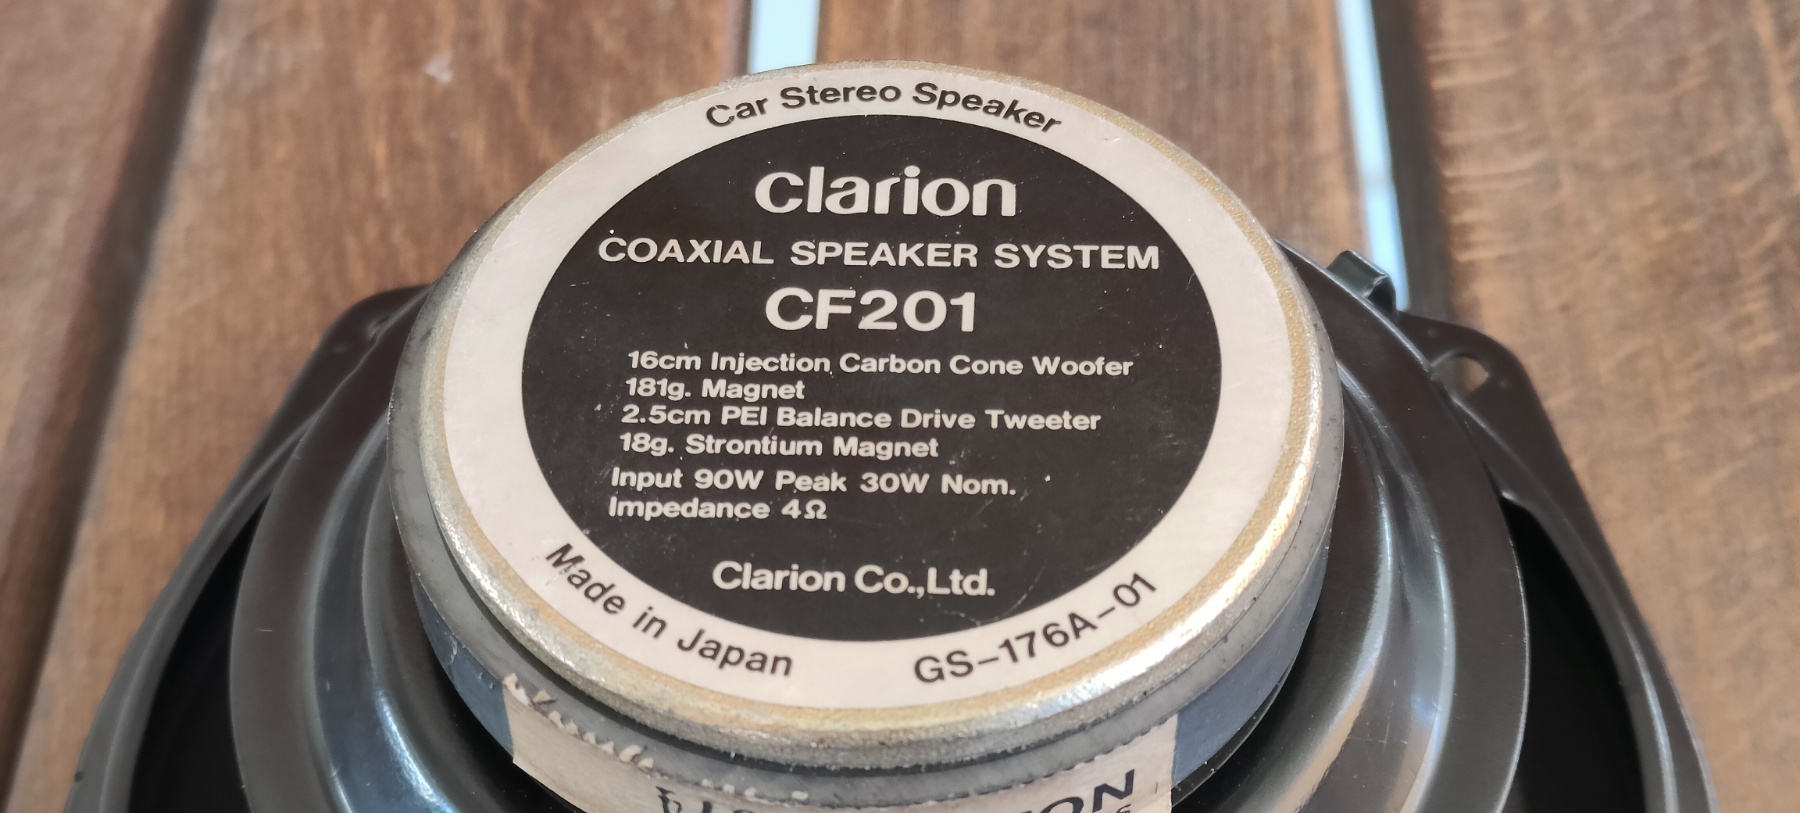 Car Stereo Speaker
clarion
COAXIAL SPEAKER SYSTEM
CF201
16cm Injection Carbon Cone Woofer
181g. Magnet
2.5cm PEI Balance Drive Tweeter
18g. Strontium Magnet
Input 90W Peak 30W Nom.
Impedance 4Ω
Clarion Co.,Ltd.
Made in Japan
GS-176A-01